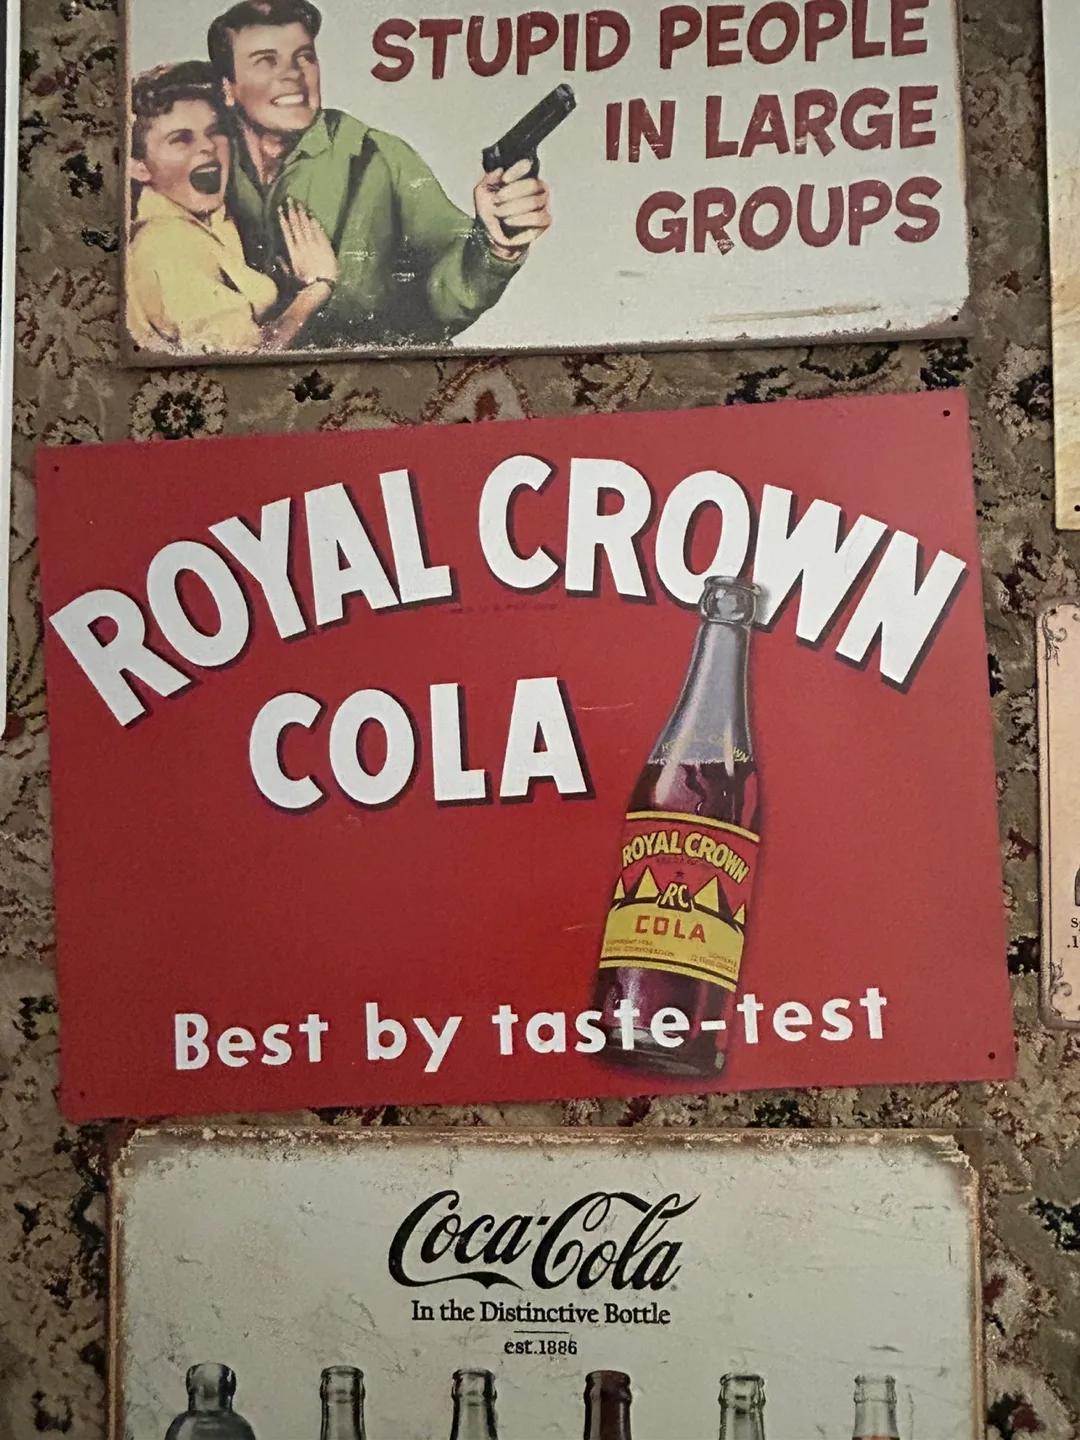 STUPID PEOPLE
IN LARGE
GROUPS
ROYAL CROWN
COLA
ROYAL CROWN
RC
COLA
Best by taste-test
Coca-Cola
In the Distinctive Bottle
est.1886